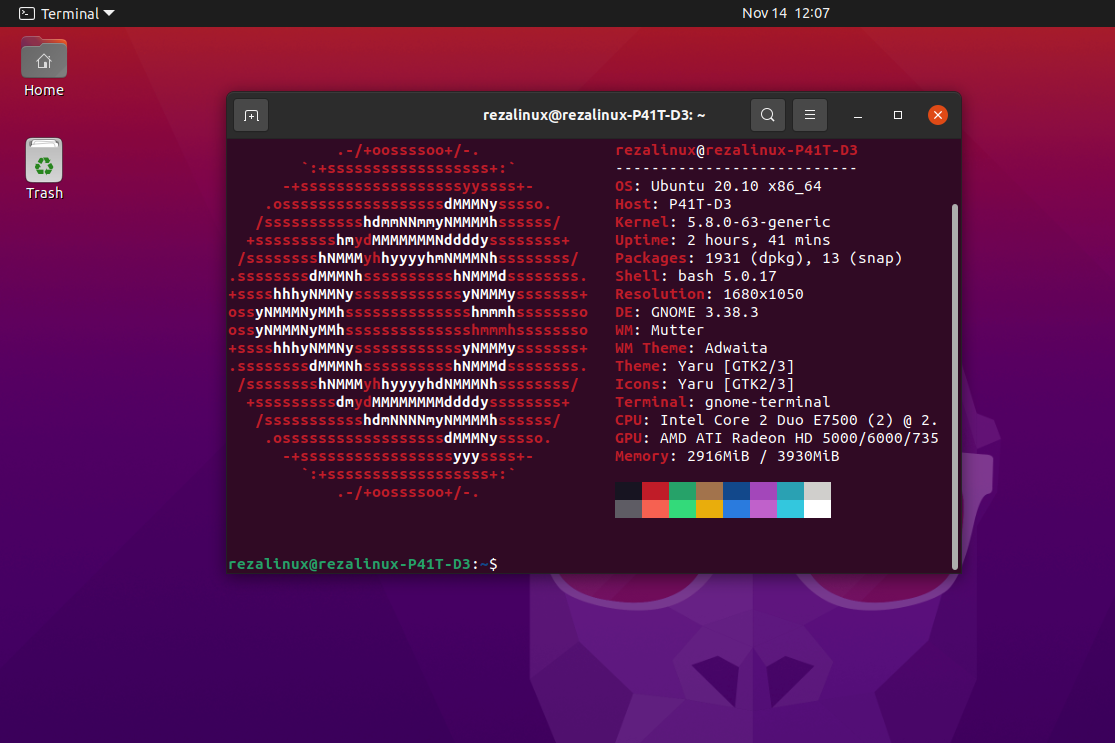 Terminal
Nov 14 12:07
Home
Trash
rezalinux@rezalinux-P41T-D3: ~
.-/+oossssoo+/-.
`:+ssssssssssssssssss+:`
-+ssssssssssssssssssyyssss+-
.ossssssssssssssssssdMMMNysssso.
/ssssssssssshdmmNNmmyNMMMMhssssss/
+ssssssssshmydMMMMMMMNddddyssssssss+
/sssssssshNMMMyhhyyyyhmNMMMNhssssssss/
.ssssssssdMMMNhsssssssssshNMMMdssssssss.
+sssshhhyNMMNyssssssssssssyNMMMysssssss+
ossyNMMMNyMMhsssssssssssssshmmmhssssssso
ossyNMMMNyMMhsssssssssssssshmmmhssssssso
+sssshhhyNMMNyssssssssssssyNMMMysssssss+
.ssssssssdMMMNhsssssssssshNMMMdssssssss.
/sssssssshNMMMyhhyyyyhdNMMMNhssssssss/
+sssssssssdmydMMMMMMMMddddyssssssss+
/ssssssssssshdmNNNNmyNMMMMhssssss/
.ossssssssssssssssssdMMMNysssso.
-+sssssssssssssssssyyyssss+-
`:+ssssssssssssssssss+:`
.-/+oossssoo+/-.
rezalinux@rezalinux-P41T-D3
---------------------------
OS: Ubuntu 20.10 x86_64
Host: P41T-D3
Kernel: 5.8.0-63-generic
Uptime: 2 hours, 41 mins
Packages: 1931 (dpkg), 13 (snap)
Shell: bash 5.0.17
Resolution: 1680x1050
DE: GNOME 3.38.3
WM: Mutter
WM Theme: Adwaita
Theme: Yaru [GTK2/3]
Icons: Yaru [GTK2/3]
Terminal: gnome-terminal
CPU: Intel Core 2 Duo E7500 (2) @ 2.
GPU: AMD ATI Radeon HD 5000/6000/735
Memory: 2916MiB / 3930MiB
rezalinux@rezalinux-P41T-D3:~$